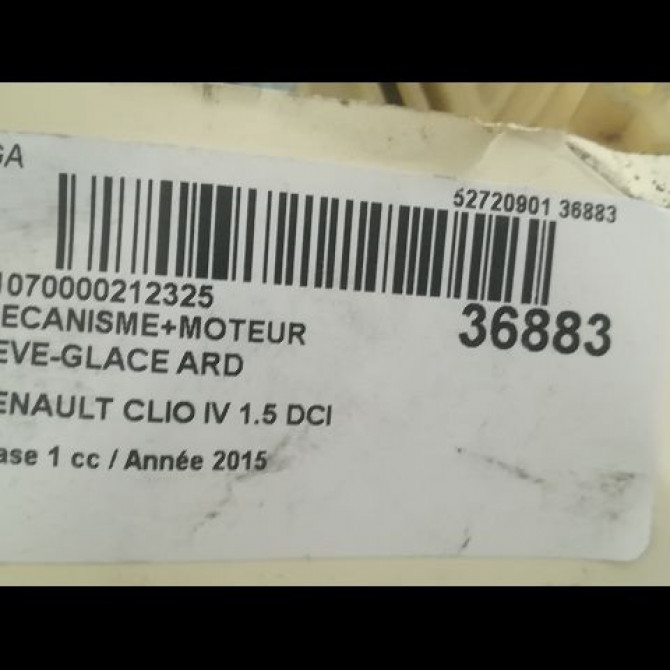 GA
52720901 36883
1070000212325
36883
ECANISME+MOTEUR
EVE-GLACE ARD
ENAULT CLIO IV 1.5 DCI
ase 1 cc / Année 2015